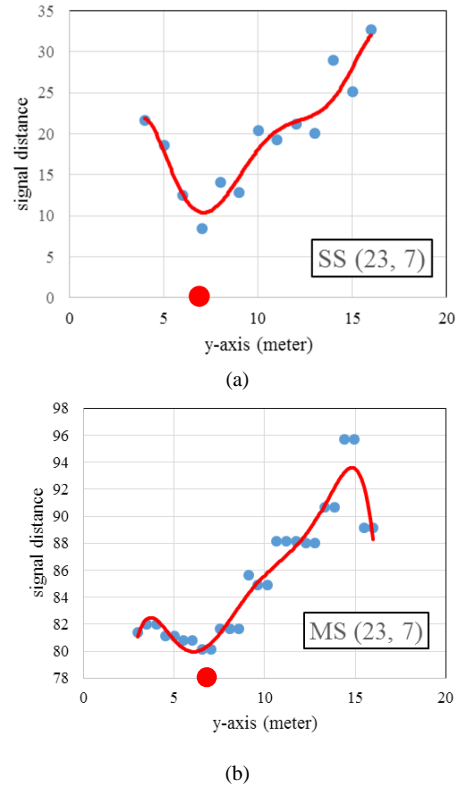 35
30
25
20
15
10
5
0
signal distance
SS (23, 7)
0 5 10 15 20
y-axis (meter)
(a)
98
96
94
92
90
88
86
84
82
80
78
signal distance
MS (23, 7)
0 5 10 15 20
y-axis (meter)
(b)